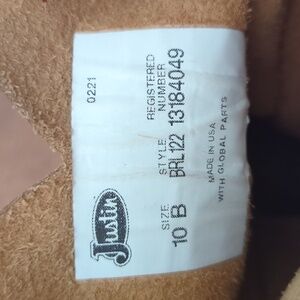 0221
REGISTERED
NUMBER
13184049
STYLE
BRL122
SIZE
10 B
MADE IN USA
WITH GLOBAL PARTS
Justin